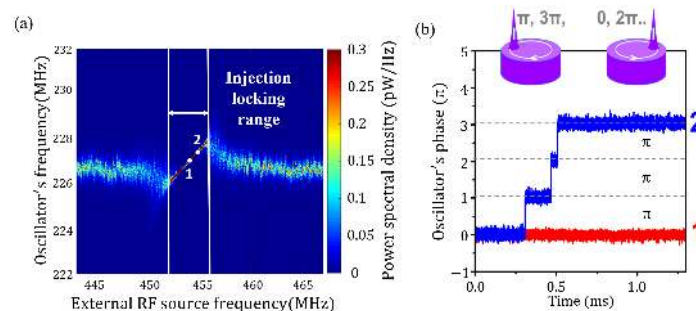 (a)
232
230
228
226
224
222
Oscillator's frequency(MHz)
Injection
locking
range
2
1
445
450
455
460
465
External RF source frequency(MHz)
0.3
0.25
0.2
0.15
0.1
0.05
0
Power spectral density (pW/Hz)
(b)
π, 3π,
0, 2π..
5
4
3
2
1
0
−1
Oscillator's phase (π)
2
π
π
π
1
0.0
0.5
1.0
Time (ms)